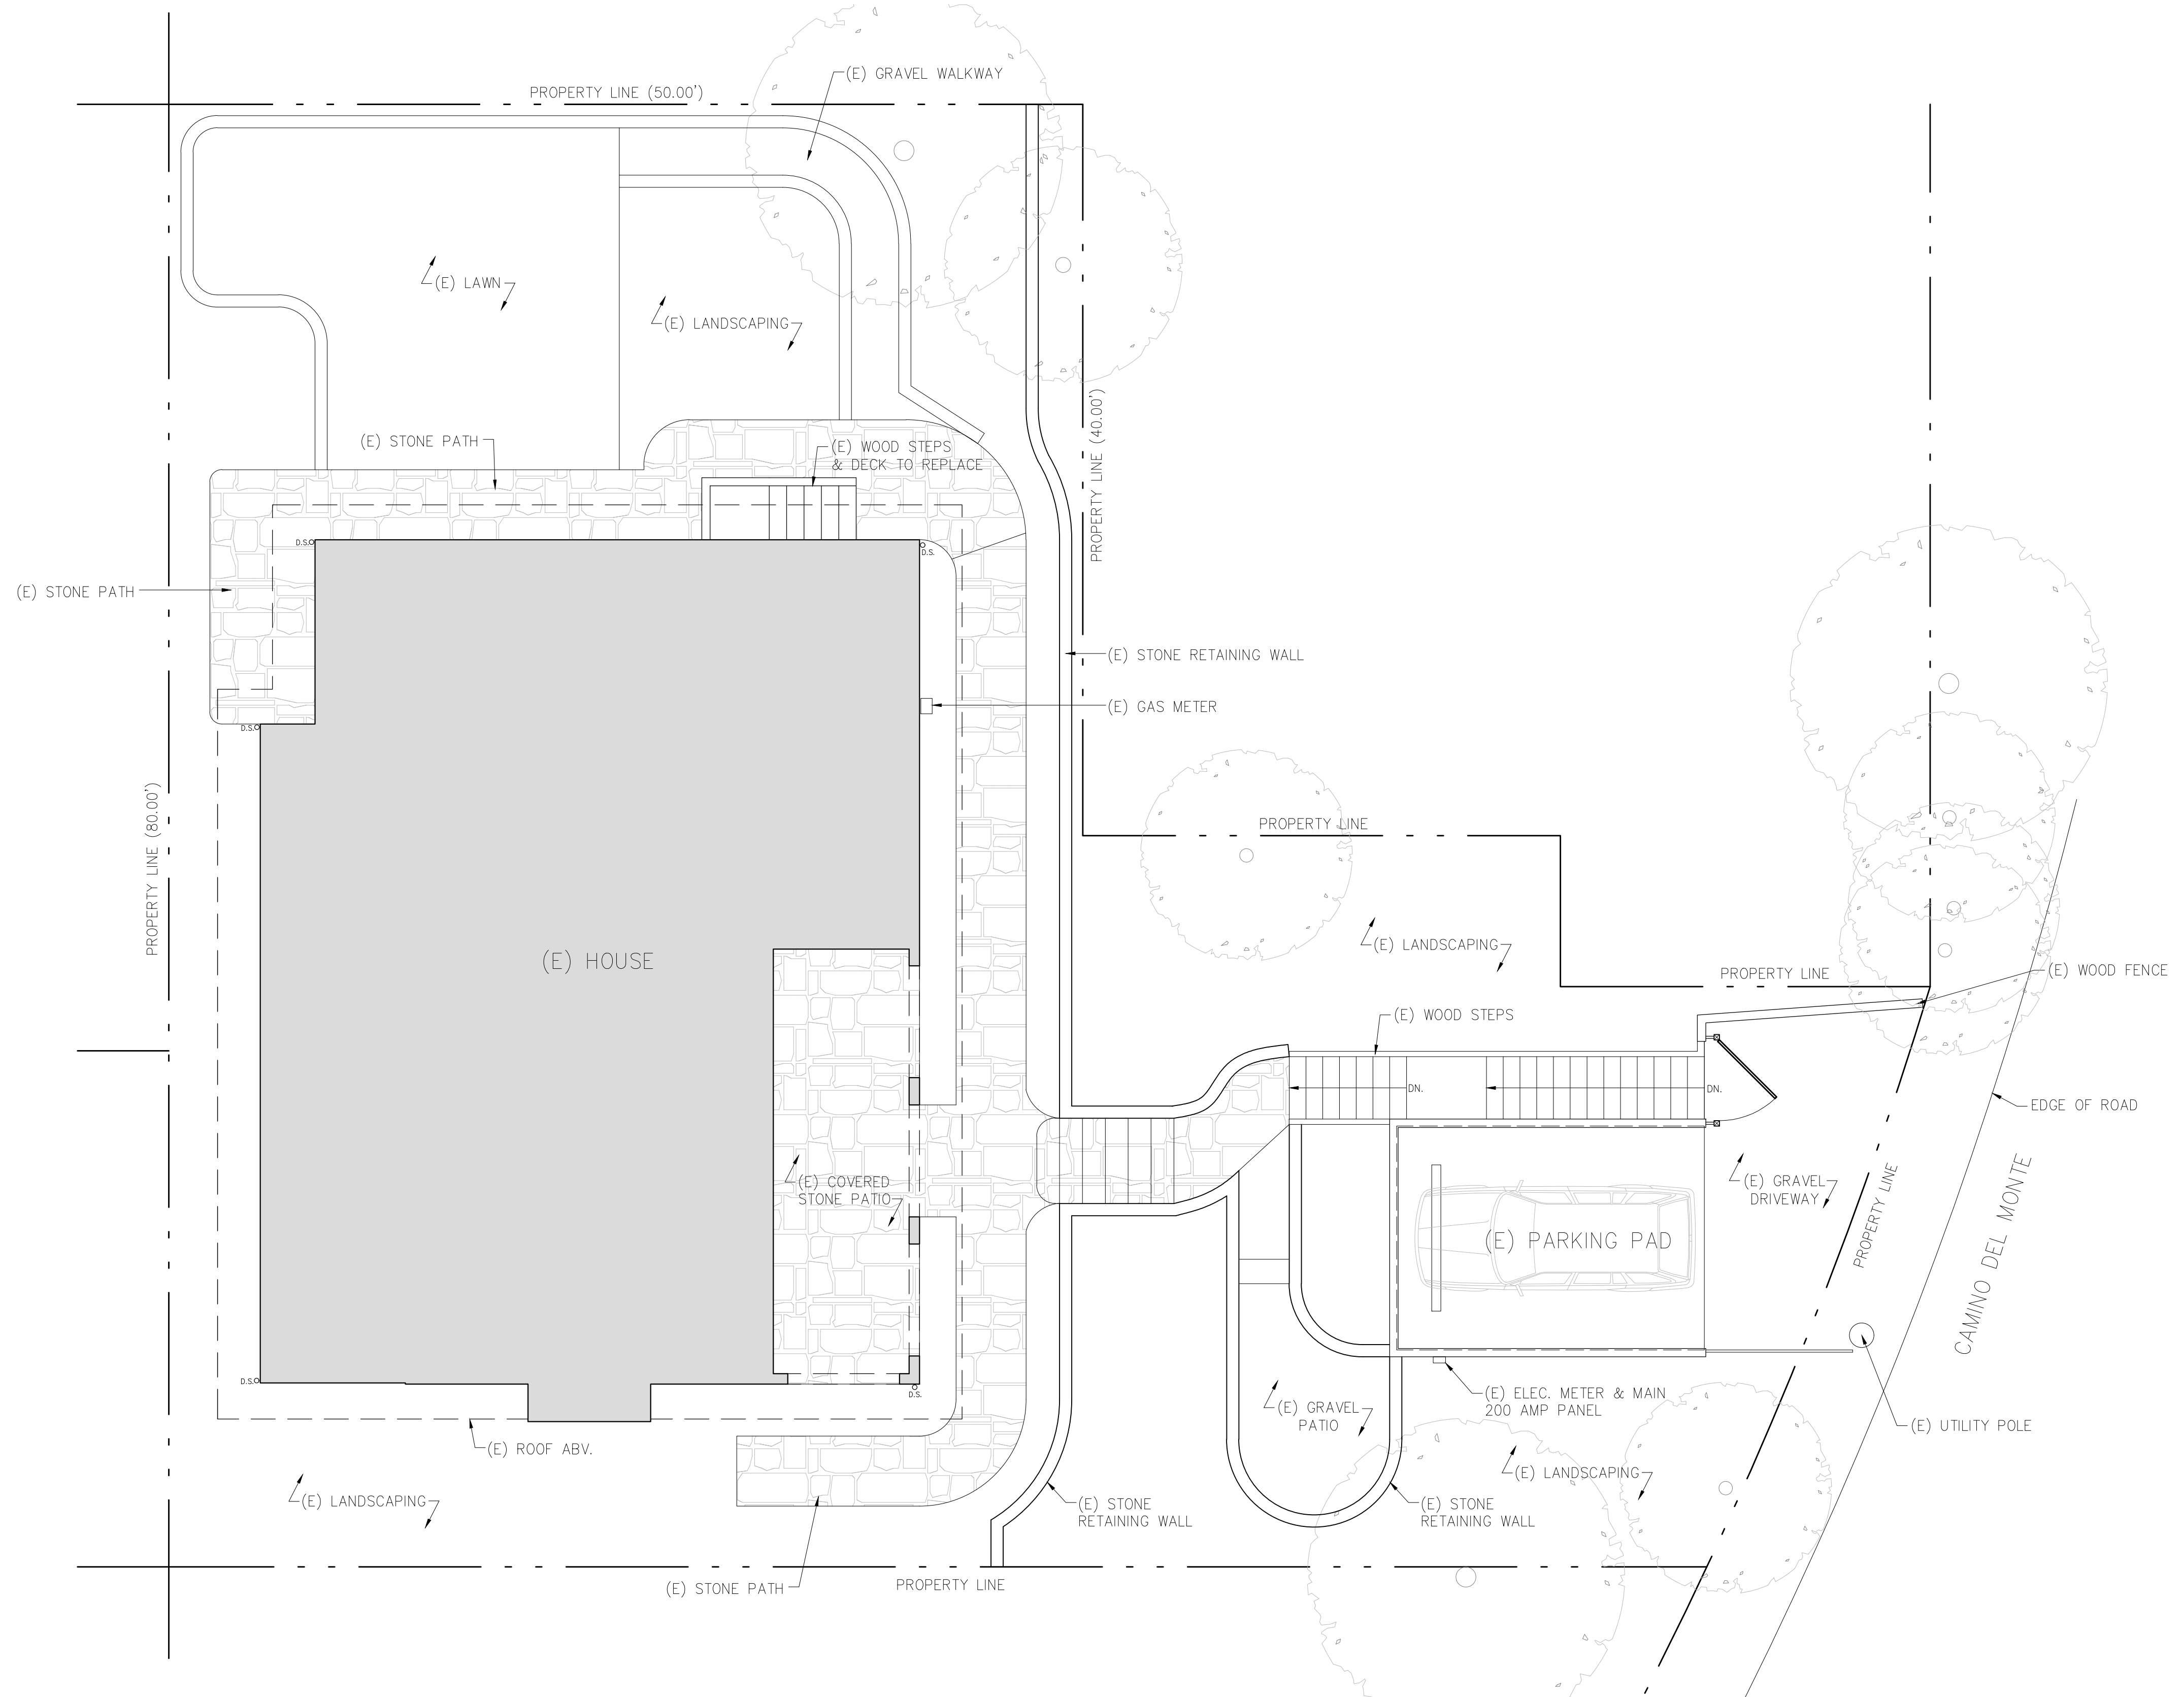 (E) GRAVEL WALKWAY
PROPERTY LINE (50.00')
(E) LAWN
(E) LANDSCAPING
(E) STONE PATH
(E) WOOD STEPS
& DECK TO REPLACE
PROPERTY LINE (40.00')
D.S.
D.S.
(E) STONE PATH
(E) STONE RETAINING WALL
(E) GAS METER
D.S.
PROPERTY LINE (80.00')
PROPERTY LINE
(E) HOUSE
(E) LANDSCAPING
PROPERTY LINE
(E) WOOD FENCE
(E) WOOD STEPS
DN.
DN.
EDGE OF ROAD
(E) COVERED
STONE PATIO
(E) GRAVEL
DRIVEWAY
PROPERTY LINE
CAMINO DEL MONTE
(E) PARKING PAD
D.S.
D.S.
(E) ELEC. METER & MAIN
200 AMP PANEL
(E) GRAVEL
PATIO
(E) UTILITY POLE
(E) ROOF ABV.
(E) LANDSCAPING
(E) LANDSCAPING
(E) STONE
RETAINING WALL
(E) STONE
RETAINING WALL
(E) STONE PATH
PROPERTY LINE